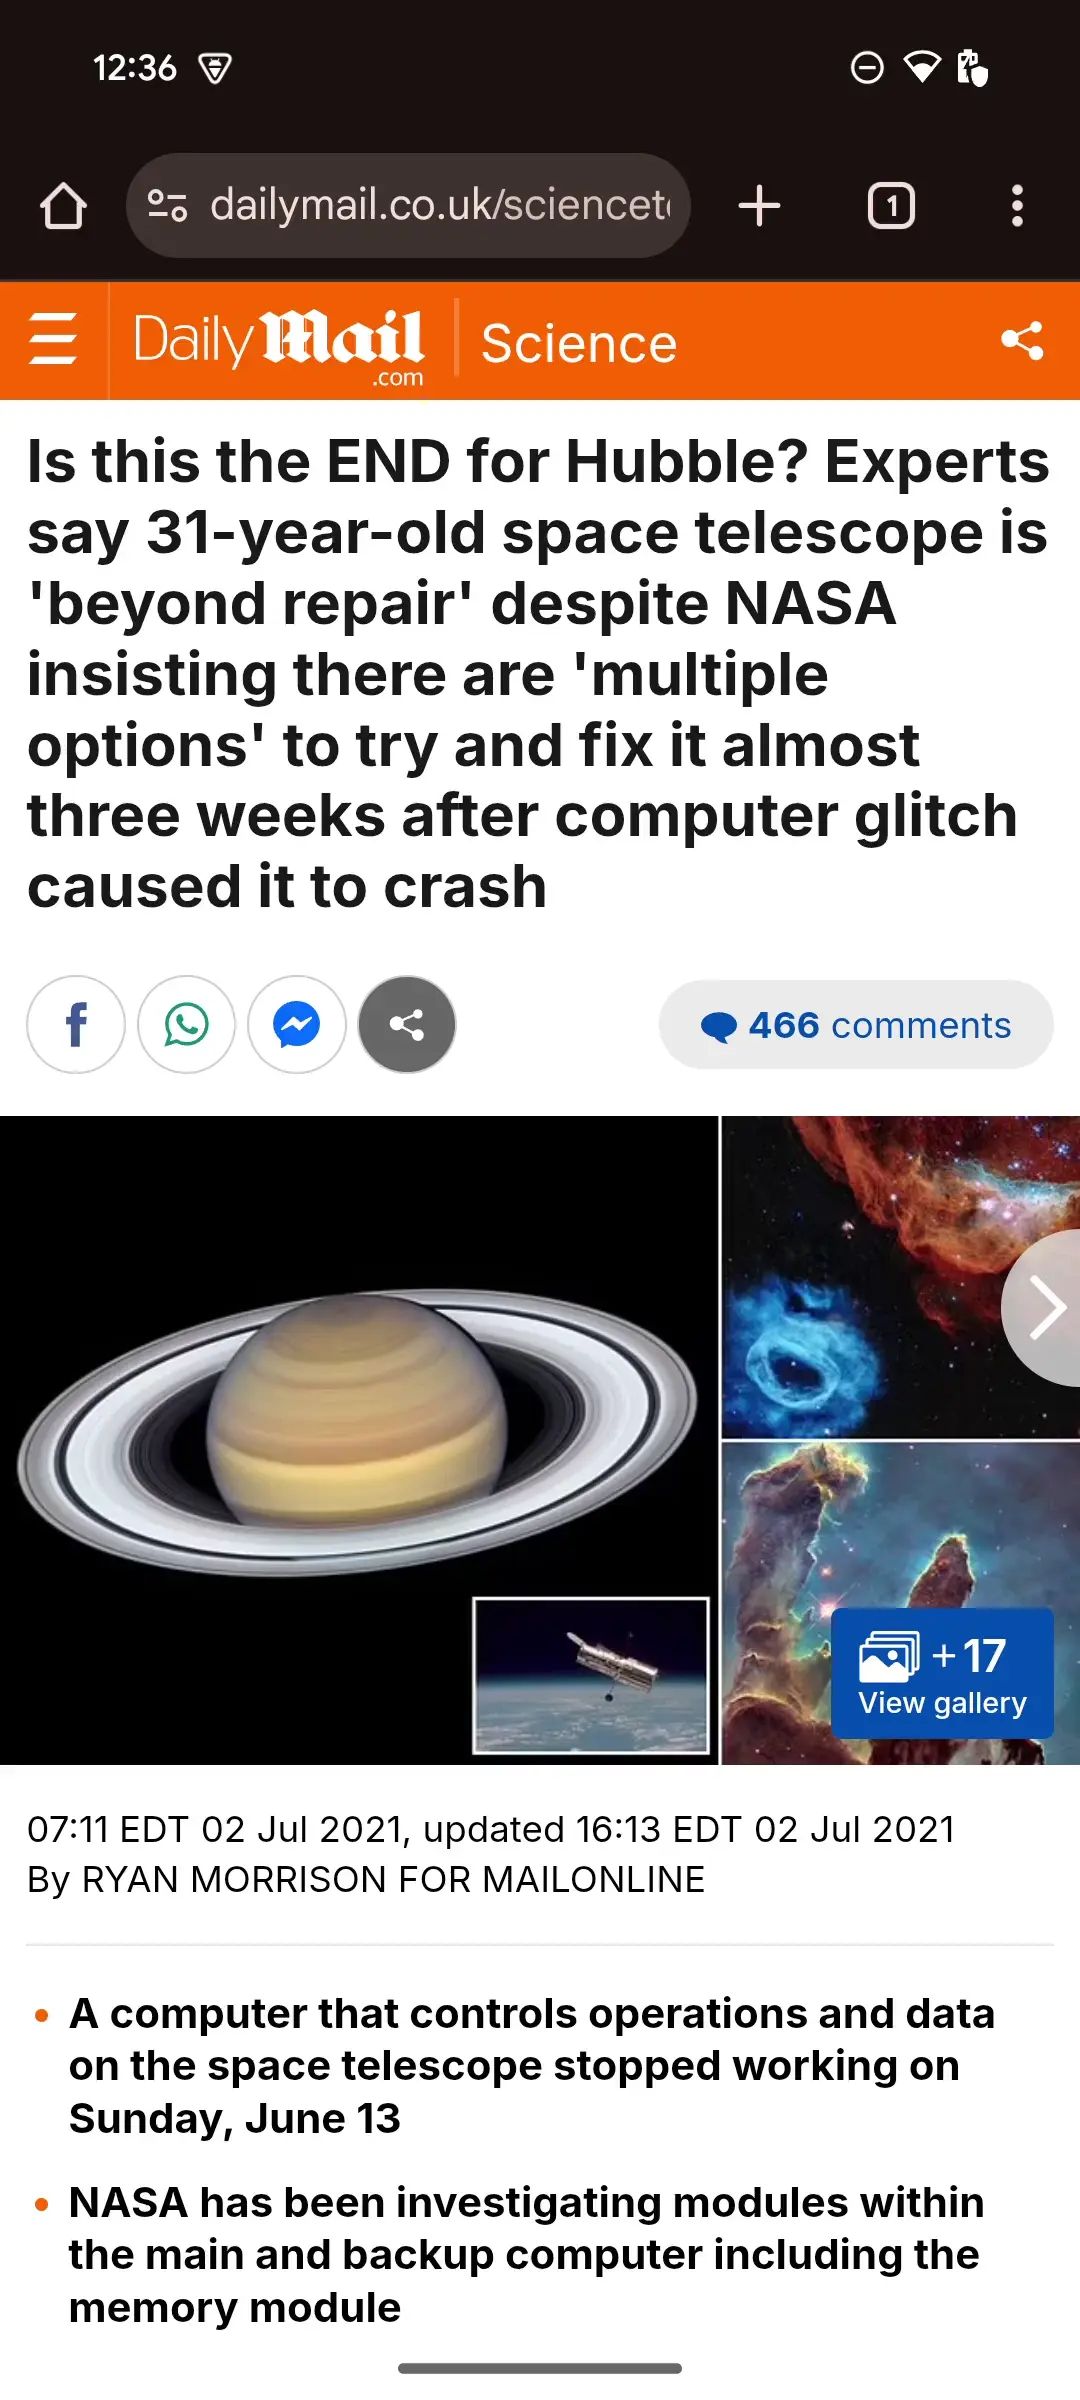 12:36
dailymail.co.uk/sciencet
1
Daily Mail
.com
Science
Is this the END for Hubble? Experts
say 31-year-old space telescope is
'beyond repair' despite NASA
insisting there are 'multiple
options' to try and fix it almost
three weeks after computer glitch
caused it to crash
466 comments
+17
View gallery
07:11 EDT 02 Jul 2021, updated 16:13 EDT 02 Jul 2021
By RYAN MORRISON FOR MAILONLINE
• A computer that controls operations and data
on the space telescope stopped working on
Sunday, June 13
• NASA has been investigating modules within
the main and backup computer including the
memory module